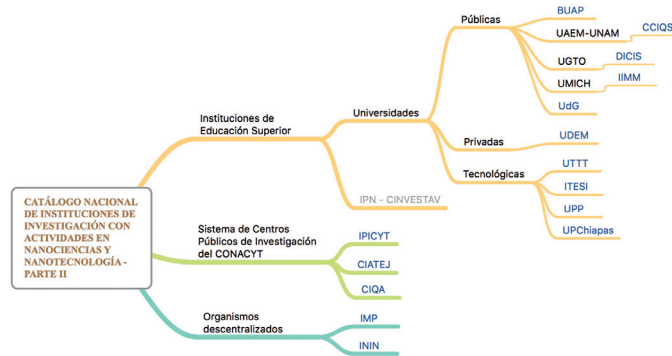 CATÁLOGO NACIONAL
DE INSTITUCIONES DE
INVESTIGACIÓN CON
ACTIVIDADES EN
NANOCIENCIAS Y
NANOTECNOLOGÍA -
PARTE II
Instituciones de
Educación Superior
Universidades
Públicas
BUAP
UAEM-UNAM
CCIQS
UGTO
DICIS
UMICH
IIMM
UdG
Privadas
UDEM
Tecnológicas
UTTT
ITESI
UPP
UPChiapas
IPN - CINVESTAV
Sistema de Centros
Públicos de Investigación
del CONACYT
IPICYT
CIATEJ
CIQA
Organismos
descentralizados
IMP
ININ